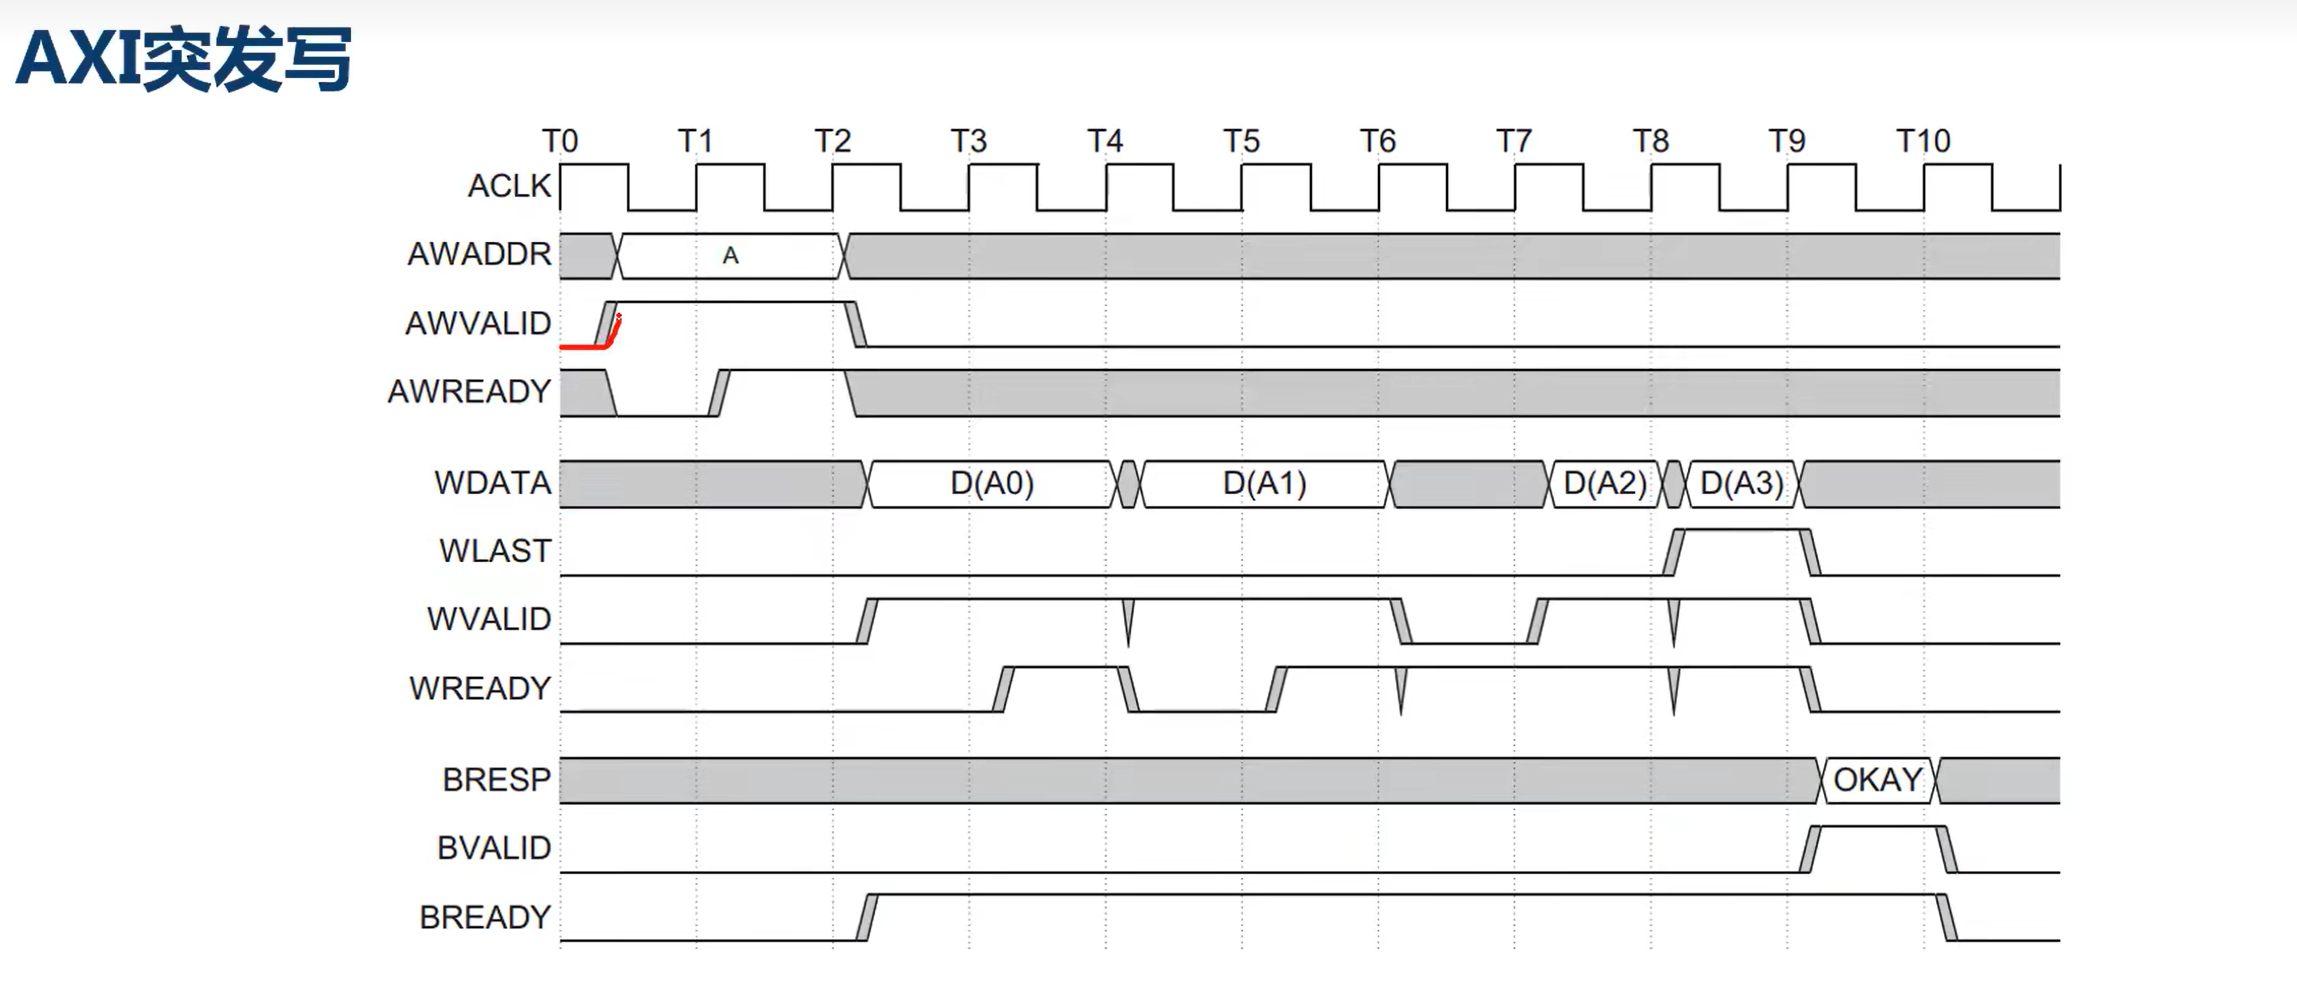 AXI突发写
T0 T1 T2 T3 T4 T5 T6 T7 T8 T9 T10
ACLK
AWADDR A
AWVALID
AWREADY
WDATA D(A0) D(A1) D(A2) D(A3)
WLAST
WVALID
WREADY
BRESP OKAY
BVALID
BREADY